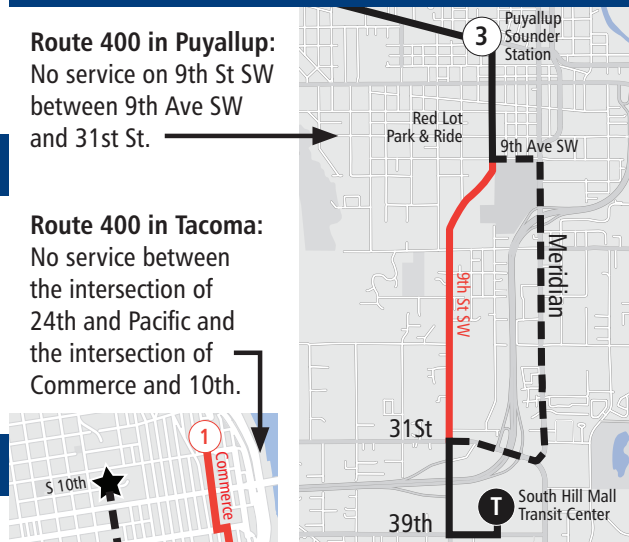 Route 400 in Puyallup:
No service on 9th St SW
between 9th Ave SW
and 31st St.
Route 400 in Tacoma:
No service between
the intersection of
24th and Pacific and
the intersection of
Commerce and 10th.
S 10th
1
Commerce
3
Puyallup
Sounder
Station
Red Lot
Park & Ride
9th Ave SW
Meridian
9th St SW
31St
T
South Hill Mall
Transit Center
39th